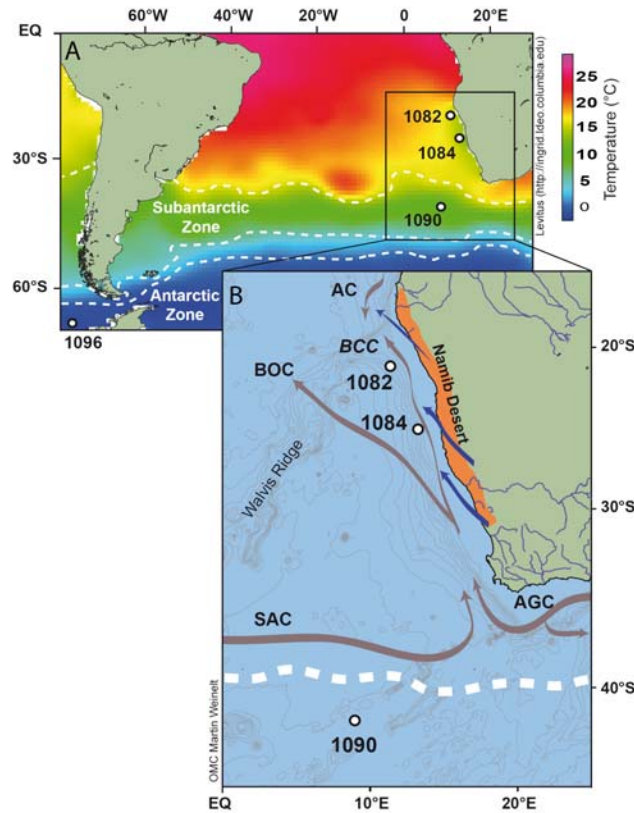 60°W 40°W 20°W 0 20°E
EQ
A
30°S
60°S
1082
1084
1090
Subantarctic
Zone
Antarctic
Zone
1096
Levitus (http://ingrid.ldeo.columbia.edu)
25
20
15
10
5
0
Temperature (°C)
B
AC
BCC
BOC
1082
1084
Namib Desert
Walvis Ridge
20°S
30°S
AGC
SAC
40°S
1090
OMC Martin Weinelt
EQ 10°E 20°E